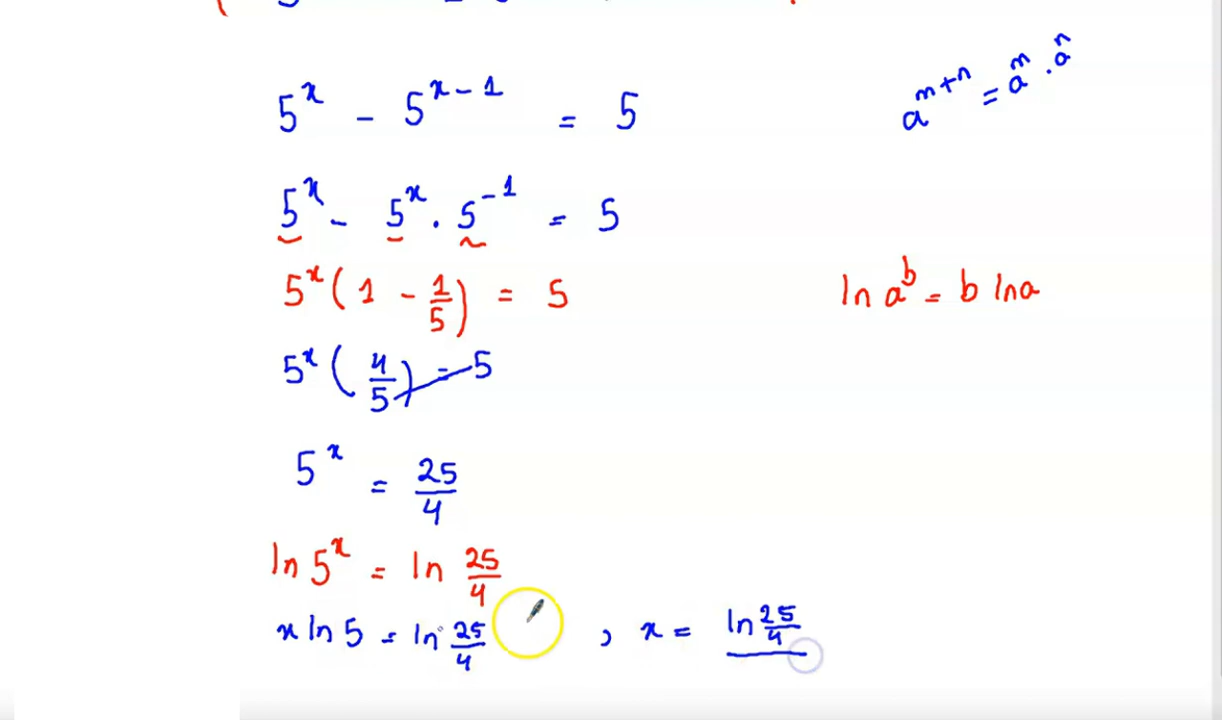 5^x - 5^{x-1} = 5
a^{m+n} = a^m . a^n
5^x - 5^x . 5^{-1} = 5
5^x (1 - 1/5) = 5
ln a^b = b ln a
5^x (4/5) = 5
5^x = 25/4
ln 5^x = ln 25/4
x ln 5 = ln 25/4 , x = ln 25/4